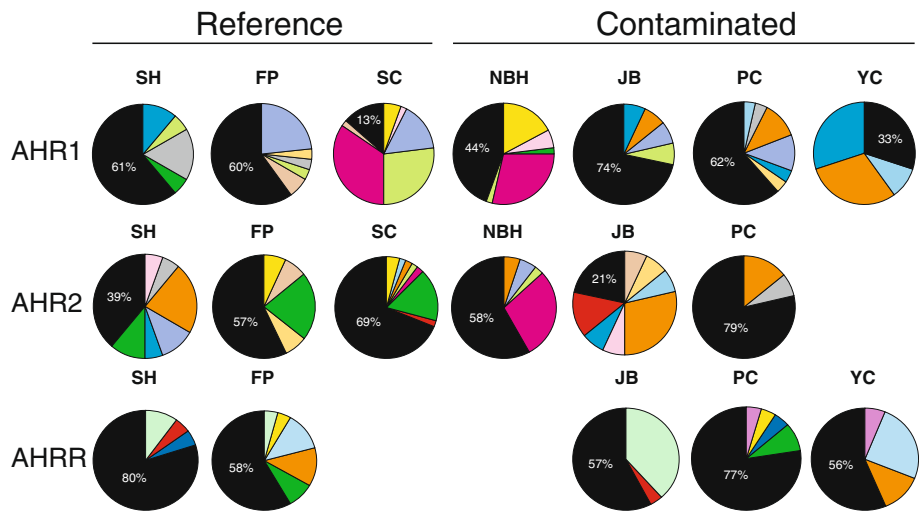 Reference Contaminated
SH FP SC NBH JB PC YC
AHR1 61% 60% 13% 44% 74% 62% 33%
SH FP SC NBH JB PC
AHR2 39% 57% 69% 58% 21% 79%
SH FP JB PC YC
AHRR 80% 58% 57% 77% 56%